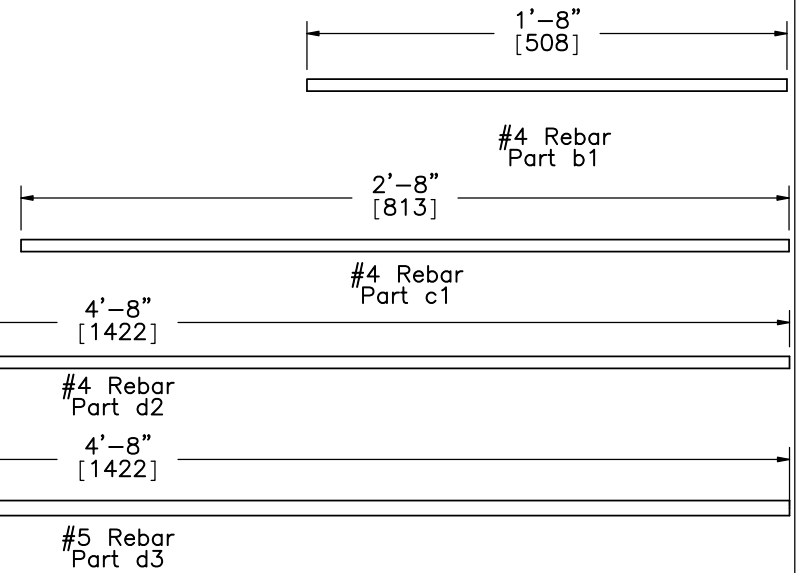 1’–8”
[508]
#4 Rebar
Part b1
2’–8”
[813]
#4 Rebar
Part c1
4’–8”
[1422]
#4 Rebar
Part d2
4’–8”
[1422]
#5 Rebar
Part d3